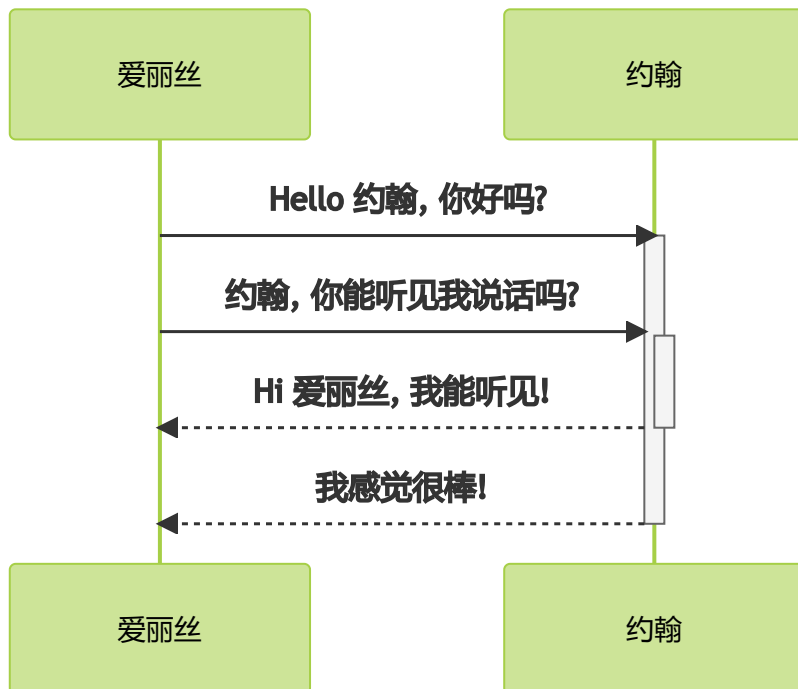 爱丽丝
约翰
Hello 约翰, 你好吗?
约翰, 你能听见我说话吗?
Hi 爱丽丝, 我能听见!
我感觉很棒!
爱丽丝
约翰